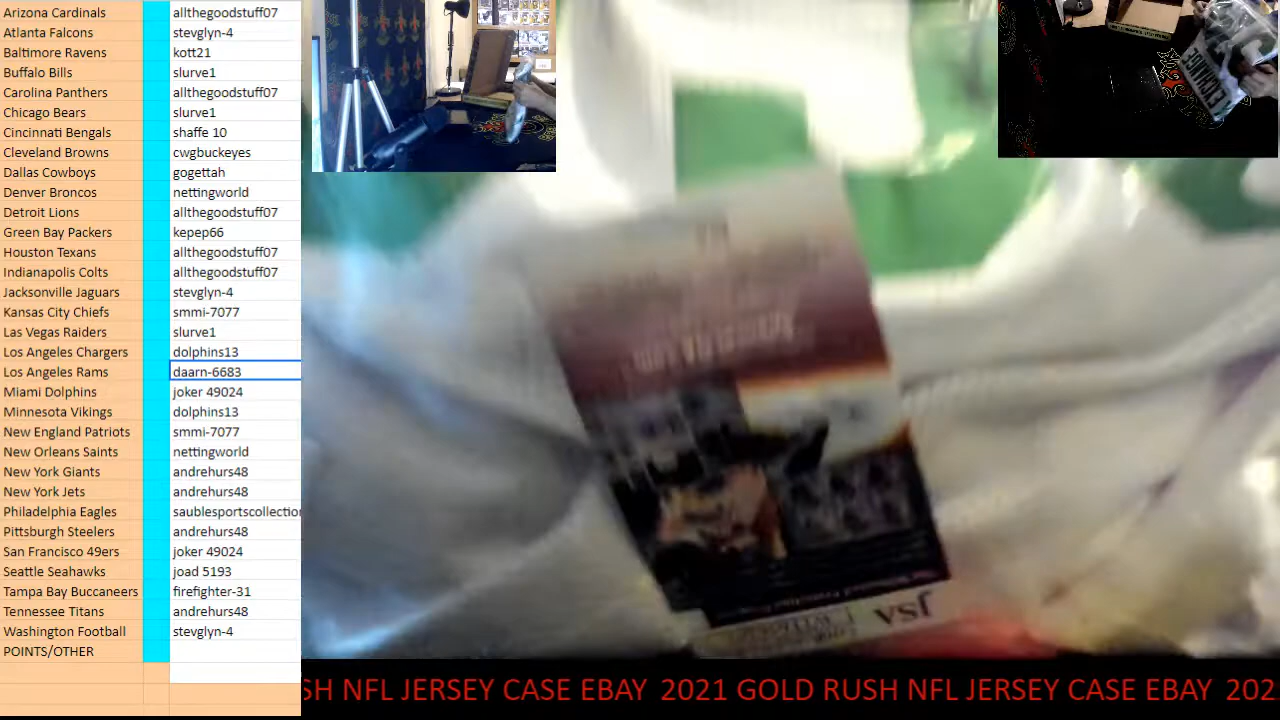 Arizona Cardinals allthegoodstuff07
Atlanta Falcons stevglyn-4
Baltimore Ravens kott21
Buffalo Bills slurve1
Carolina Panthers allthegoodstuff07
Chicago Bears slurve1
Cincinnati Bengals shaffe 10
Cleveland Browns cwgbuckeyes
Dallas Cowboys gogettah
Denver Broncos nettingworld
Detroit Lions allthegoodstuff07
Green Bay Packers kepep66
Houston Texans allthegoodstuff07
Indianapolis Colts allthegoodstuff07
Jacksonville Jaguars stevglyn-4
Kansas City Chiefs smmi-7077
Las Vegas Raiders slurve1
Los Angeles Chargers dolphins13
Los Angeles Rams daarn-6683
Miami Dolphins joker 49024
Minnesota Vikings dolphins13
New England Patriots smmi-7077
New Orleans Saints nettingworld
New York Giants andrehurs48
New York Jets andrehurs48
Philadelphia Eagles saublesportscollection
Pittsburgh Steelers andrehurs48
San Francisco 49ers joker 49024
Seattle Seahawks joad 5193
Tampa Bay Buccaneers firefighter-31
Tennessee Titans andrehurs48
Washington Football stevglyn-4
POINTS/OTHER
EXCHANGE
JSA
SH NFL JERSEY CASE EBAY 2021 GOLD RUSH NFL JERSEY CASE EBAY 202